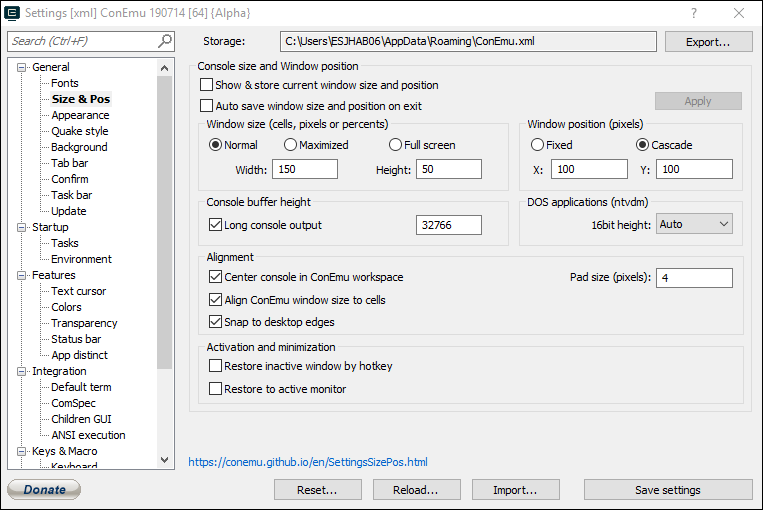 Settings [xml] ConEmu 190714 [64] {Alpha}
Search (Ctrl+F)
Storage:
C:\Users\ESJHAB06\AppData\Roaming\ConEmu.xml
Export...
General
Fonts
Size & Pos
Appearance
Quake style
Background
Tab bar
Confirm
Task bar
Update
Startup
Tasks
Environment
Features
Text cursor
Colors
Transparency
Status bar
App distinct
Integration
Default term
ComSpec
Children GUI
ANSI execution
Keys & Macro
Keyboard
Console size and Window position
Show & store current window size and position
Auto save window size and position on exit
Apply
Window size (cells, pixels or percents)
Normal
Maximized
Full screen
Width: 150
Height: 50
Window position (pixels)
Fixed
Cascade
X: 100
Y: 100
Console buffer height
Long console output
32766
DOS applications (ntvdm)
16bit height: Auto
Alignment
Center console in ConEmu workspace
Pad size (pixels): 4
Align ConEmu window size to cells
Snap to desktop edges
Activation and minimization
Restore inactive window by hotkey
Restore to active monitor
https://conemu.github.io/en/SettingsSizePos.html
Donate
Reset...
Reload...
Import...
Save settings